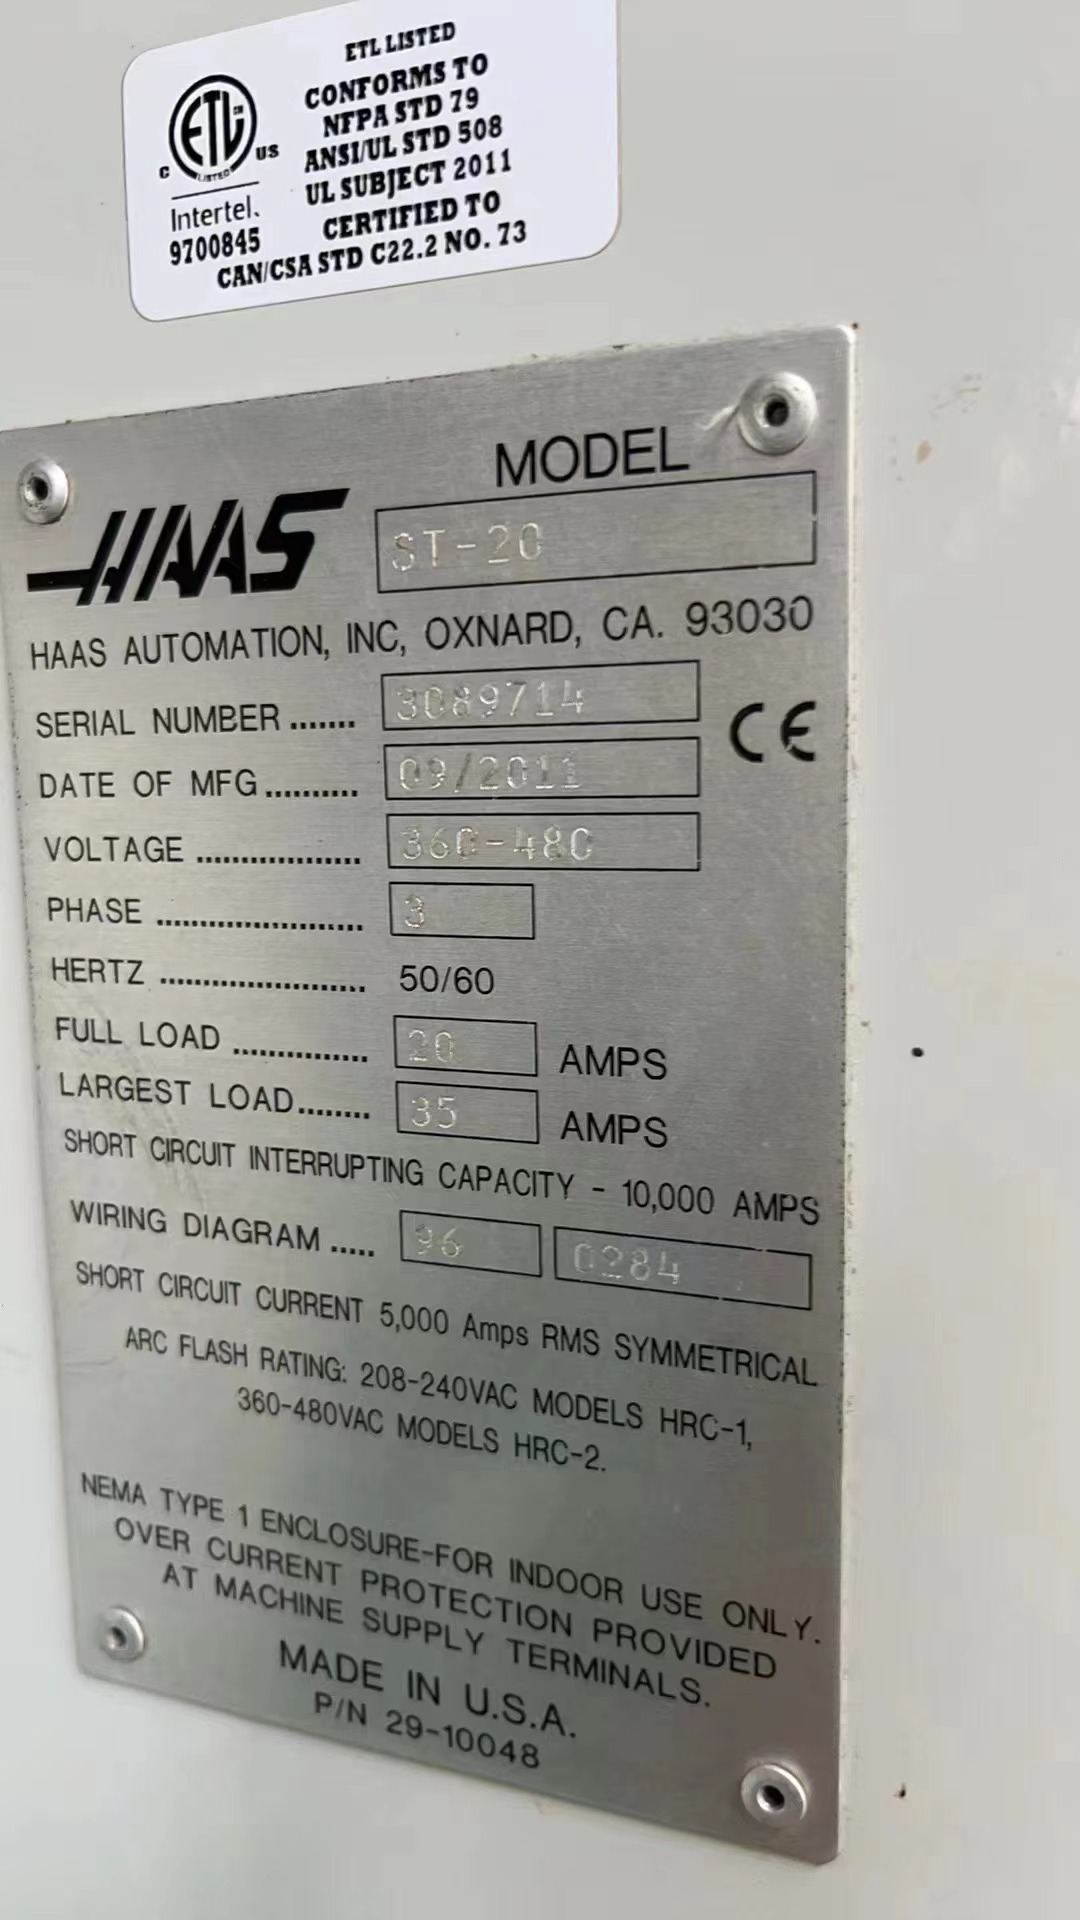 ETL LISTED
CONFORMS TO
NFPA STD 79
ANSI/UL STD 508
UL SUBJECT 2011
CERTIFIED TO
CAN/CSA STD C22.2 NO. 73
ETL CM
LISTED
C US
Intertek
9700845
MODEL
HAAS ST-20
HAAS AUTOMATION, INC, OXNARD, CA. 93030
SERIAL NUMBER ....... 3089714 CE
DATE OF MFG .......... 09/2011
VOLTAGE .................. 360-480
PHASE ....................... 3
HERTZ ....................... 50/60
FULL LOAD ............... 20 AMPS
LARGEST LOAD ........ 35 AMPS
SHORT CIRCUIT INTERRUPTING CAPACITY - 10,000 AMPS
WIRING DIAGRAM ..... 96 0284
SHORT CIRCUIT CURRENT 5,000 Amps RMS SYMMETRICAL
ARC FLASH RATING: 208-240VAC MODELS HRC-1,
360-480VAC MODELS HRC-2.
NEMA TYPE 1 ENCLOSURE-FOR INDOOR USE ONLY.
OVER CURRENT PROTECTION PROVIDED
AT MACHINE SUPPLY TERMINALS.
MADE IN U.S.A.
P/N 29-10048